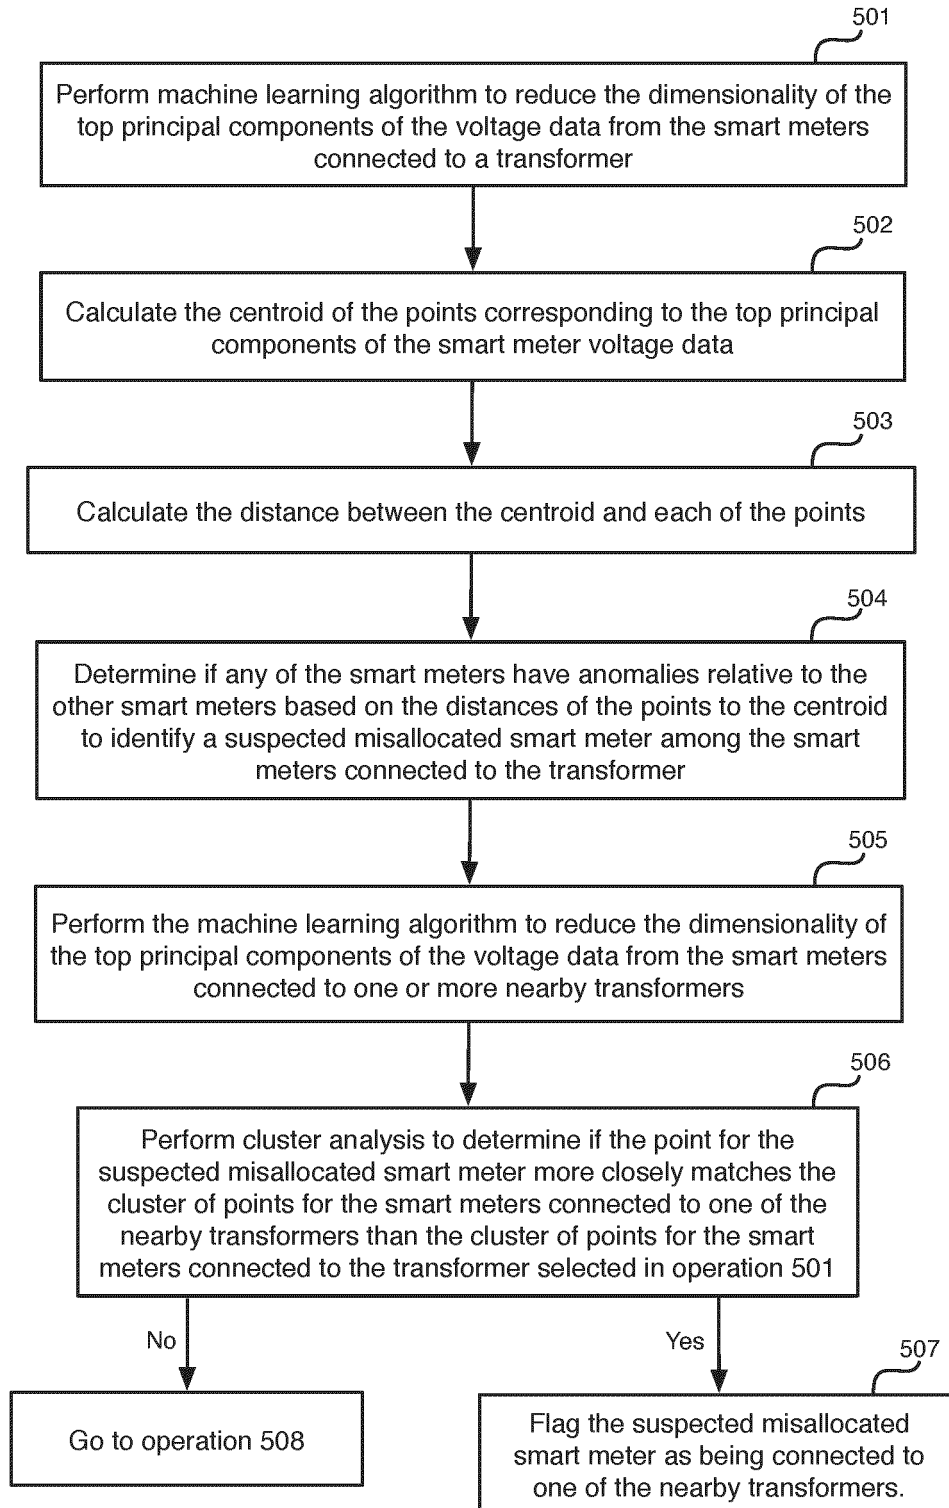 501
Perform machine learning algorithm to reduce the dimensionality of the
top principal components of the voltage data from the smart meters
connected to a transformer
502
Calculate the centroid of the points corresponding to the top principal
components of the smart meter voltage data
503
Calculate the distance between the centroid and each of the points
504
Determine if any of the smart meters have anomalies relative to the
other smart meters based on the distances of the points to the centroid
to identify a suspected misallocated smart meter among the smart
meters connected to the transformer
505
Perform the machine learning algorithm to reduce the dimensionality of
the top principal components of the voltage data from the smart meters
connected to one or more nearby transformers
506
Perform cluster analysis to determine if the point for the
suspected misallocated smart meter more closely matches the
cluster of points for the smart meters connected to one of the
nearby transformers than the cluster of points for the smart
meters connected to the transformer selected in operation 501
No
Yes
507
Go to operation 508
Flag the suspected misallocated
smart meter as being connected to
one of the nearby transformers.